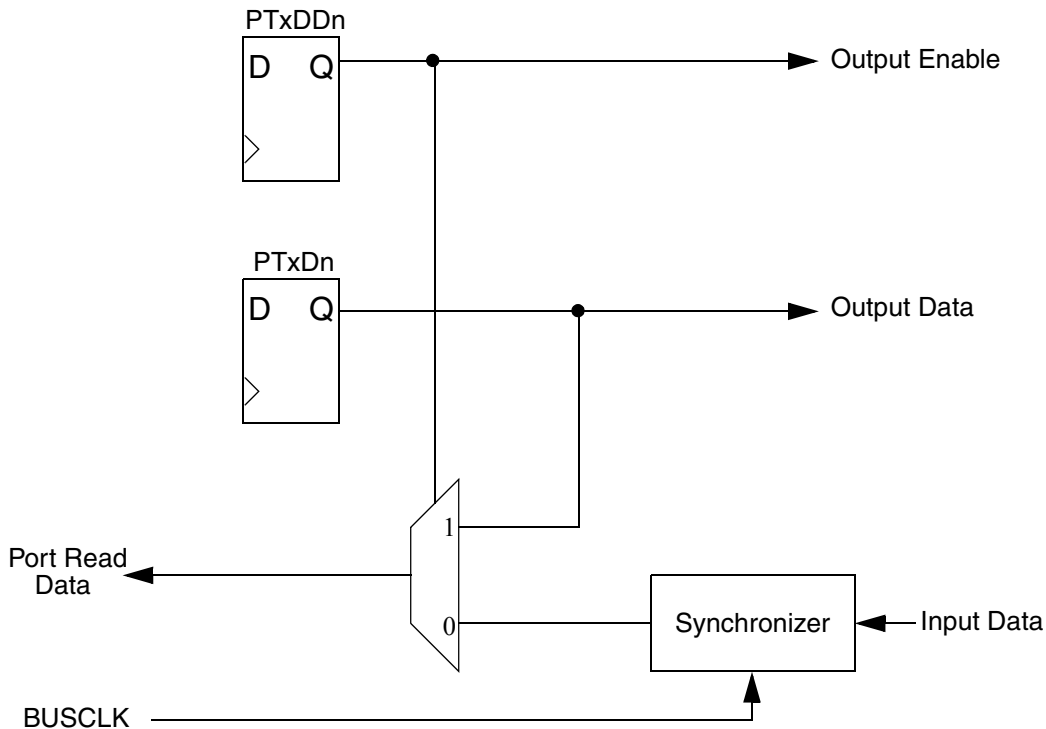 PTxDDn
D Q
Output Enable
PTxDn
D Q
Output Data
1
Port Read
Data
0
Synchronizer
Input Data
BUSCLK